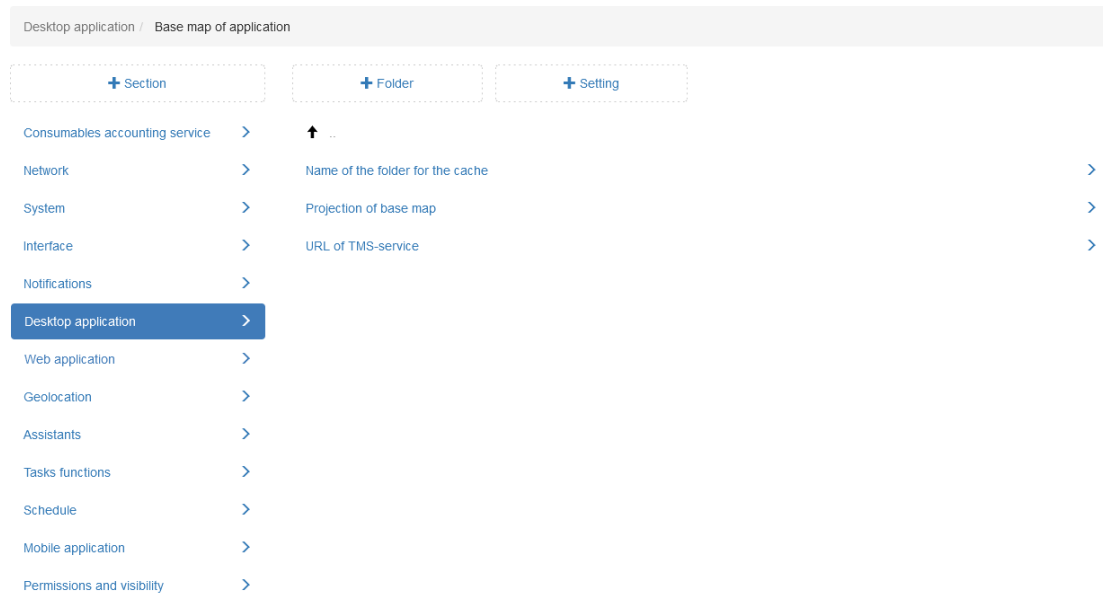 Desktop application / Base map of application
+ Section
+ Folder
+ Setting
Consumables accounting service
Network
System
Interface
Notifications
Desktop application
Web application
Geolocation
Assistants
Tasks functions
Schedule
Mobile application
Permissions and visibility
..
Name of the folder for the cache
Projection of base map
URL of TMS-service